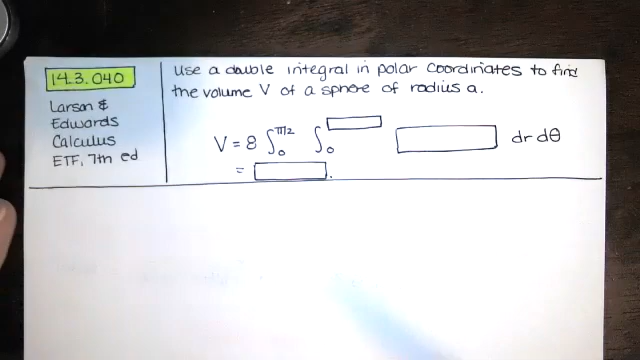 14.3.040
Larson &
Edwards
Calculus
ETF, 7th ed
Use a double integral in polar coordinates to find
the volume V of a sphere of radius a.
V = 8 ∫₀^π/2 ∫₀ dr dθ
= .